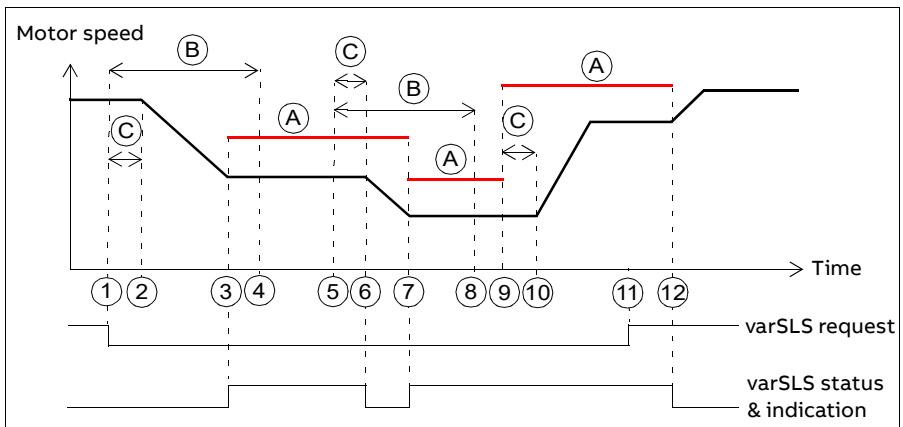 Motor speed
B
C
C
B
A
A
C
A
C
Time
1 2 3 4 5 6 7 8 9 10 11 12
varSLS request
varSLS status
& indication